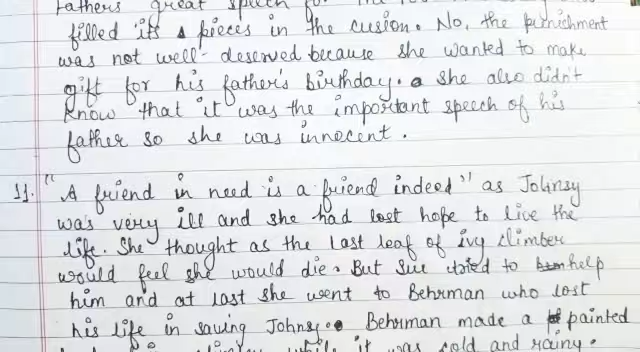 Fathers great speech for the
filled its pieces in the cusion. No, the punichment
was not well-deserved because she wanted to make
gift for his father's birthday. she also didn't
know that it was the important speech of his
father so she was innocent.
11. "A friend in need is a friend indeed" as Johnsy
was very ill and she had lost hope to live the
life. She thought as the last leaf of ivy climber
would feel she would die. But Sue tried to help
him and at last she went to Behrman who lost
his life in saving Johnsy. Behrman made a painted
while it was cold and rainy.